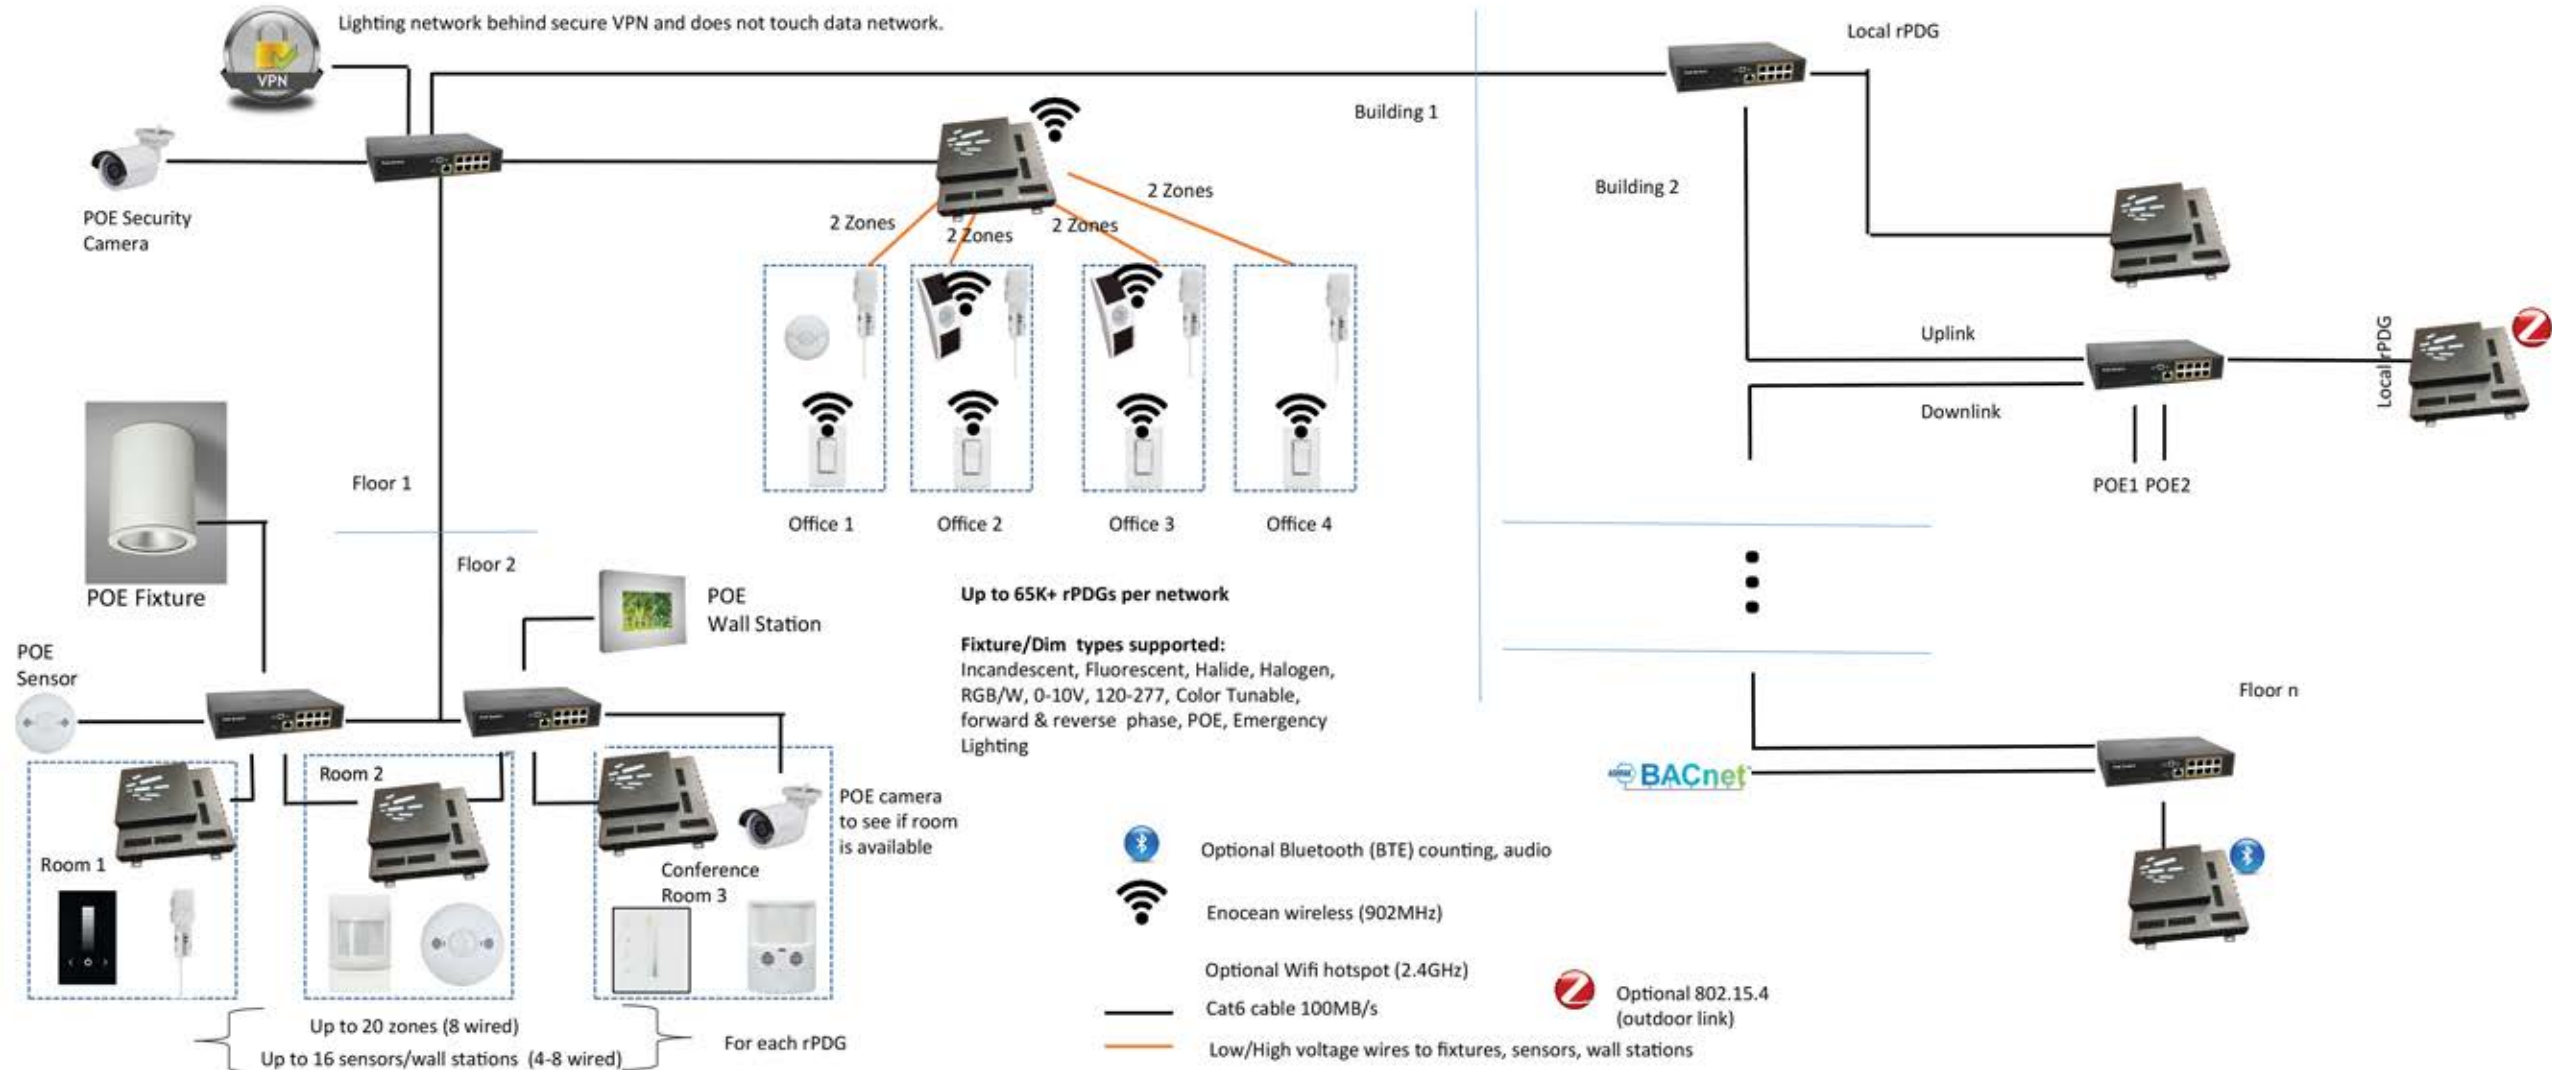 Lighting network behind secure VPN and does not touch data network.
VPN
POE Security
Camera
2 Zones
2 Zones
2 Zones
2 Zones
Building 1
Office 1
Office 2
Office 3
Office 4
Floor 1
Floor 2
POE Fixture
POE
Sensor
POE
Wall Station
Room 1
Room 2
Conference
Room 3
POE camera
to see if room
is available
Up to 20 zones (8 wired)
Up to 16 sensors/wall stations (4-8 wired)
For each rPDG
Up to 65K+ rPDGs per network
Fixture/Dim types supported:
Incandescent, Fluorescent, Halide, Halogen,
RGB/W, 0-10V, 120-277, Color Tunable,
forward & reverse phase, POE, Emergency
Lighting
Local rPDG
Building 2
Uplink
Downlink
Local rPDG
POE1 POE2
Floor n
ASHRAE BACnet
Optional Bluetooth (BTE) counting, audio
Enocean wireless (902MHz)
Optional Wifi hotspot (2.4GHz)
Cat6 cable 100MB/s
Low/High voltage wires to fixtures, sensors, wall stations
Optional 802.15.4
(outdoor link)